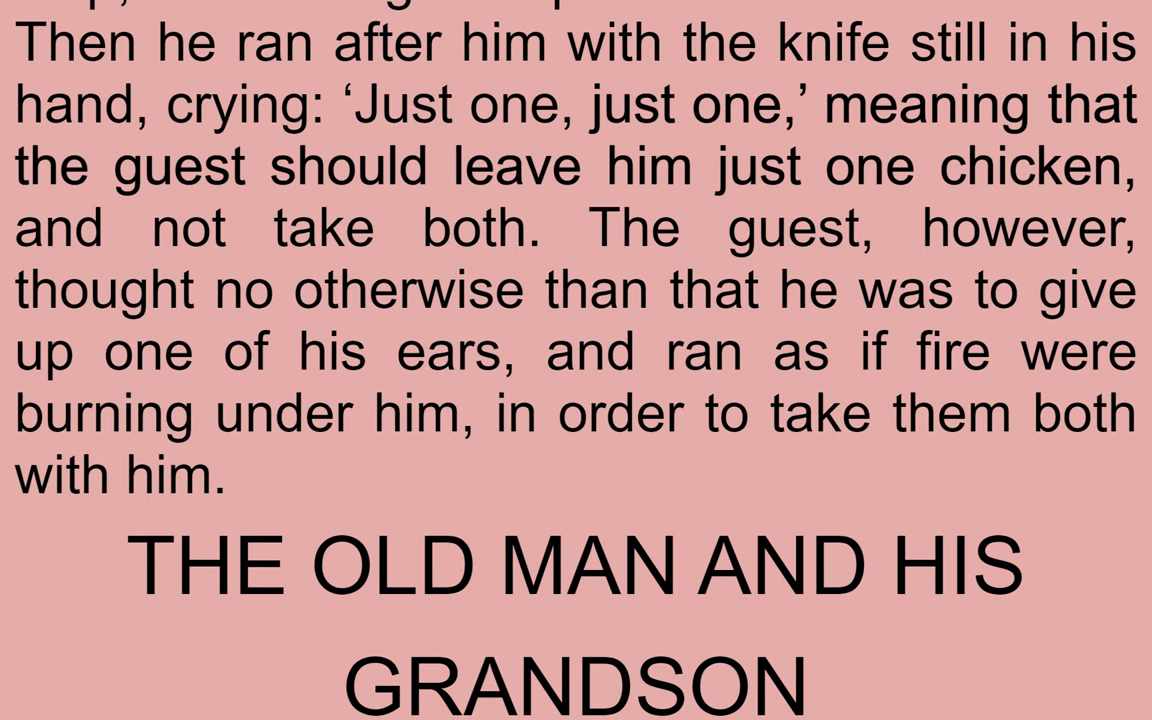 Then he ran after him with the knife still in his
hand, crying: ‘Just one, just one,’ meaning that
the guest should leave him just one chicken,
and not take both. The guest, however,
thought no otherwise than that he was to give
up one of his ears, and ran as if fire were
burning under him, in order to take them both
with him.
THE OLD MAN AND HIS
GRANDSON